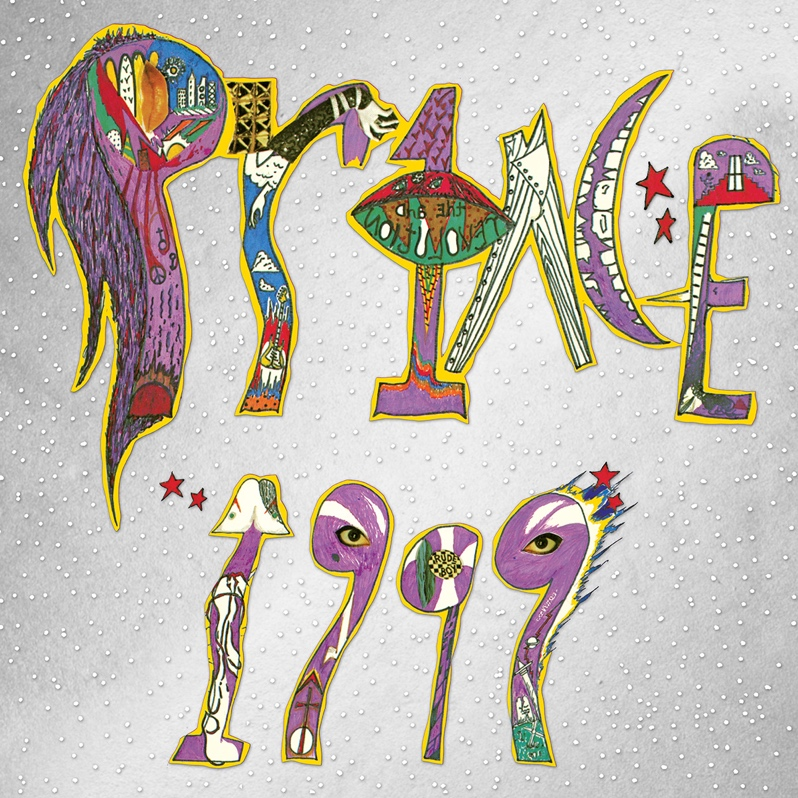 PRINCE
AND THE
REVOLUTION
1999
RUDE
BOY